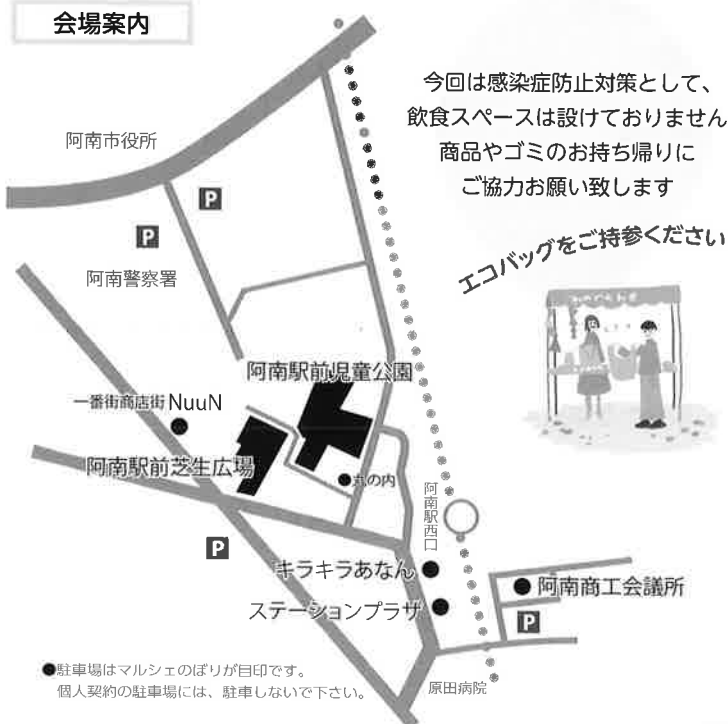 会場案内
今回は感染症防止対策として、
飲食スペースは設けておりません
商品やゴミのお持ち帰りに
ご協力お願い致します
エコバッグをご持参ください
阿南市役所
P
P
阿南警察署
阿南駅前児童公園
一番街商店街 NuuN
阿南駅前芝生広場
丸の内
阿南駅西口
P
キラキラあなん
阿南商工会議所
ステーションプラザ
P
●駐車場はマルシェのぼりが目印です。
個人契約の駐車場には、駐車しないで下さい。
原田病院